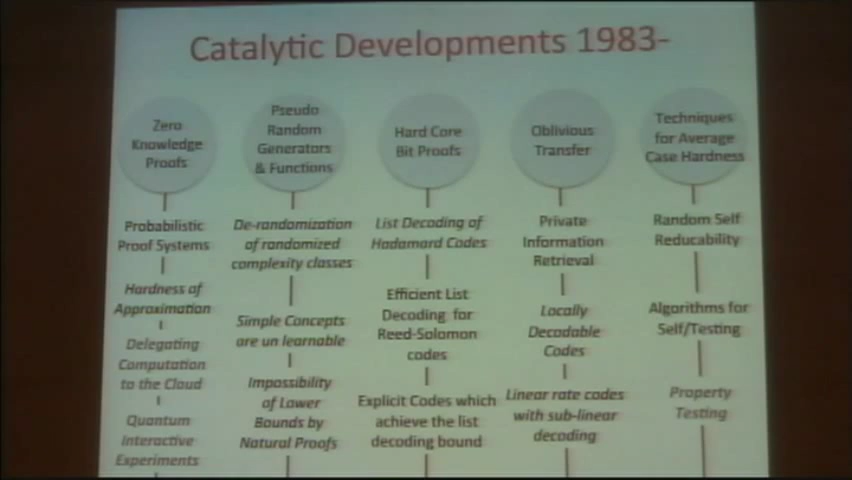 Catalytic Developments 1983-
Zero
Knowledge
Proofs
Probabilistic
Proof Systems
Hardness of
Approximation
Delegating
Computation
to the Cloud
Quantum
Interactive
Experiments
Pseudo
Random
Generators
& Functions
De-randomization
of randomized
complexity classes
Simple Concepts
are un learnable
Impossibility
of Lower
Bounds by
Natural Proofs
Hard Core
Bit Proofs
List Decoding of
Hadamard Codes
Efficient List
Decoding for
Reed-Solomon
codes
Explicit Codes which
achieve the list
decoding bound
Oblivious
Transfer
Private
Information
Retrieval
Locally
Decodable
Codes
Linear rate codes
with sub-linear
decoding
Techniques
for Average
Case Hardness
Random Self
Reducability
Algorithms for
Self/Testing
Property
Testing